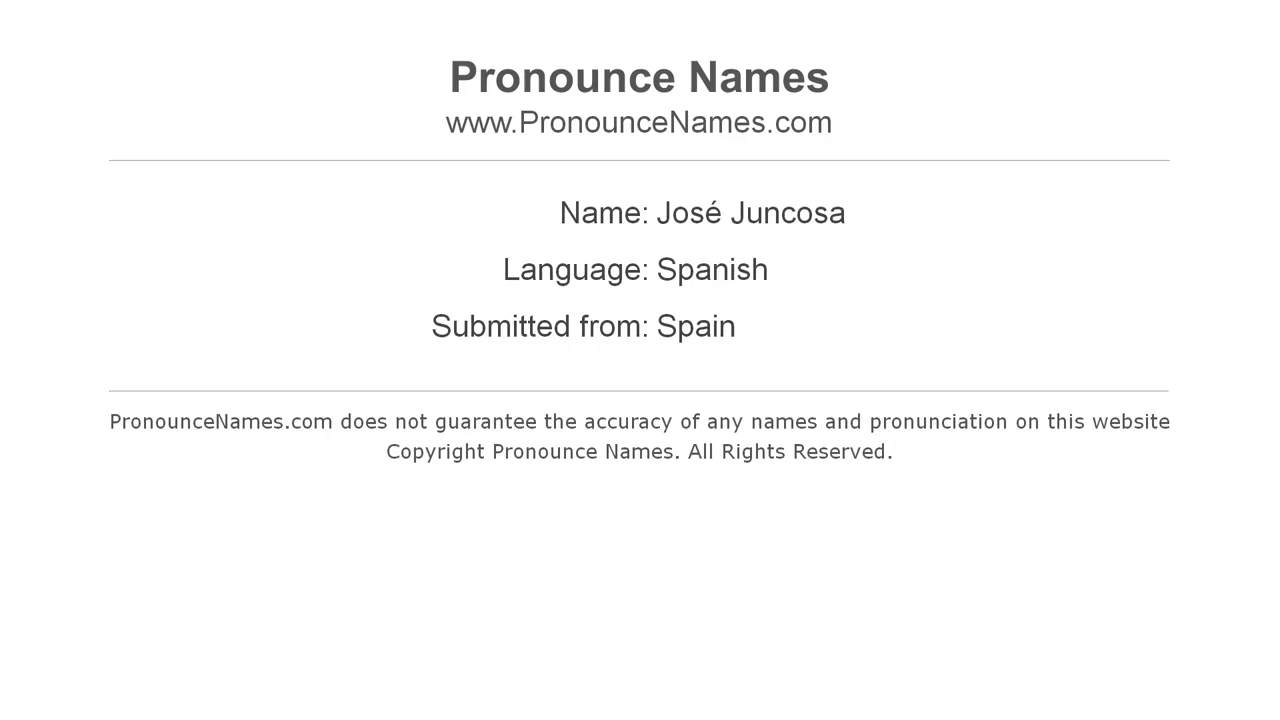 Pronounce Names
www.PronounceNames.com
Name: José Juncosa
Language: Spanish
Submitted from: Spain
PronounceNames.com does not guarantee the accuracy of any names and pronunciation on this website
Copyright Pronounce Names. All Rights Reserved.